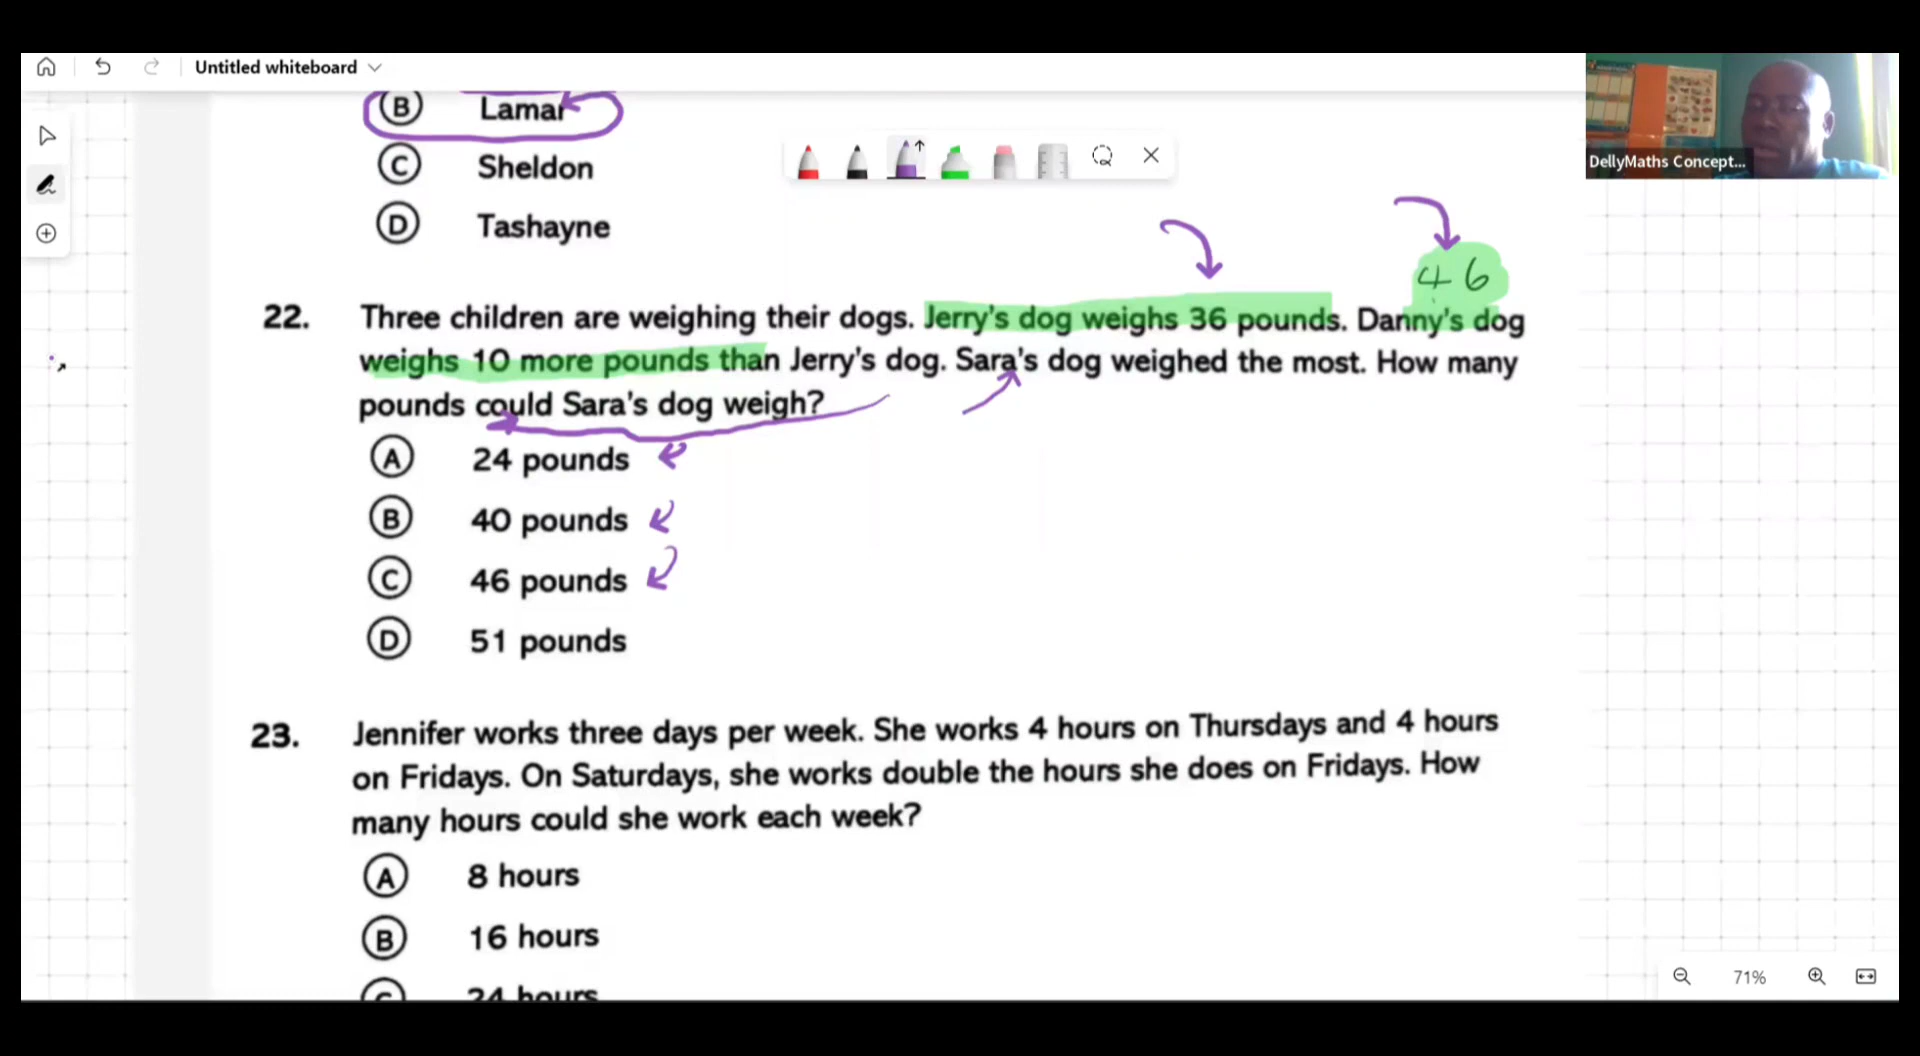 Untitled whiteboard
B Lamar
C Sheldon
D Tashayne
DellyMaths Concept...
46
22. Three children are weighing their dogs. Jerry's dog weighs 36 pounds. Danny's dog
weighs 10 more pounds than Jerry's dog. Sara's dog weighed the most. How many
pounds could Sara's dog weigh?
A 24 pounds
B 40 pounds
C 46 pounds
D 51 pounds
23. Jennifer works three days per week. She works 4 hours on Thursdays and 4 hours
on Fridays. On Saturdays, she works double the hours she does on Fridays. How
many hours could she work each week?
A 8 hours
B 16 hours
C 24 hours
71%